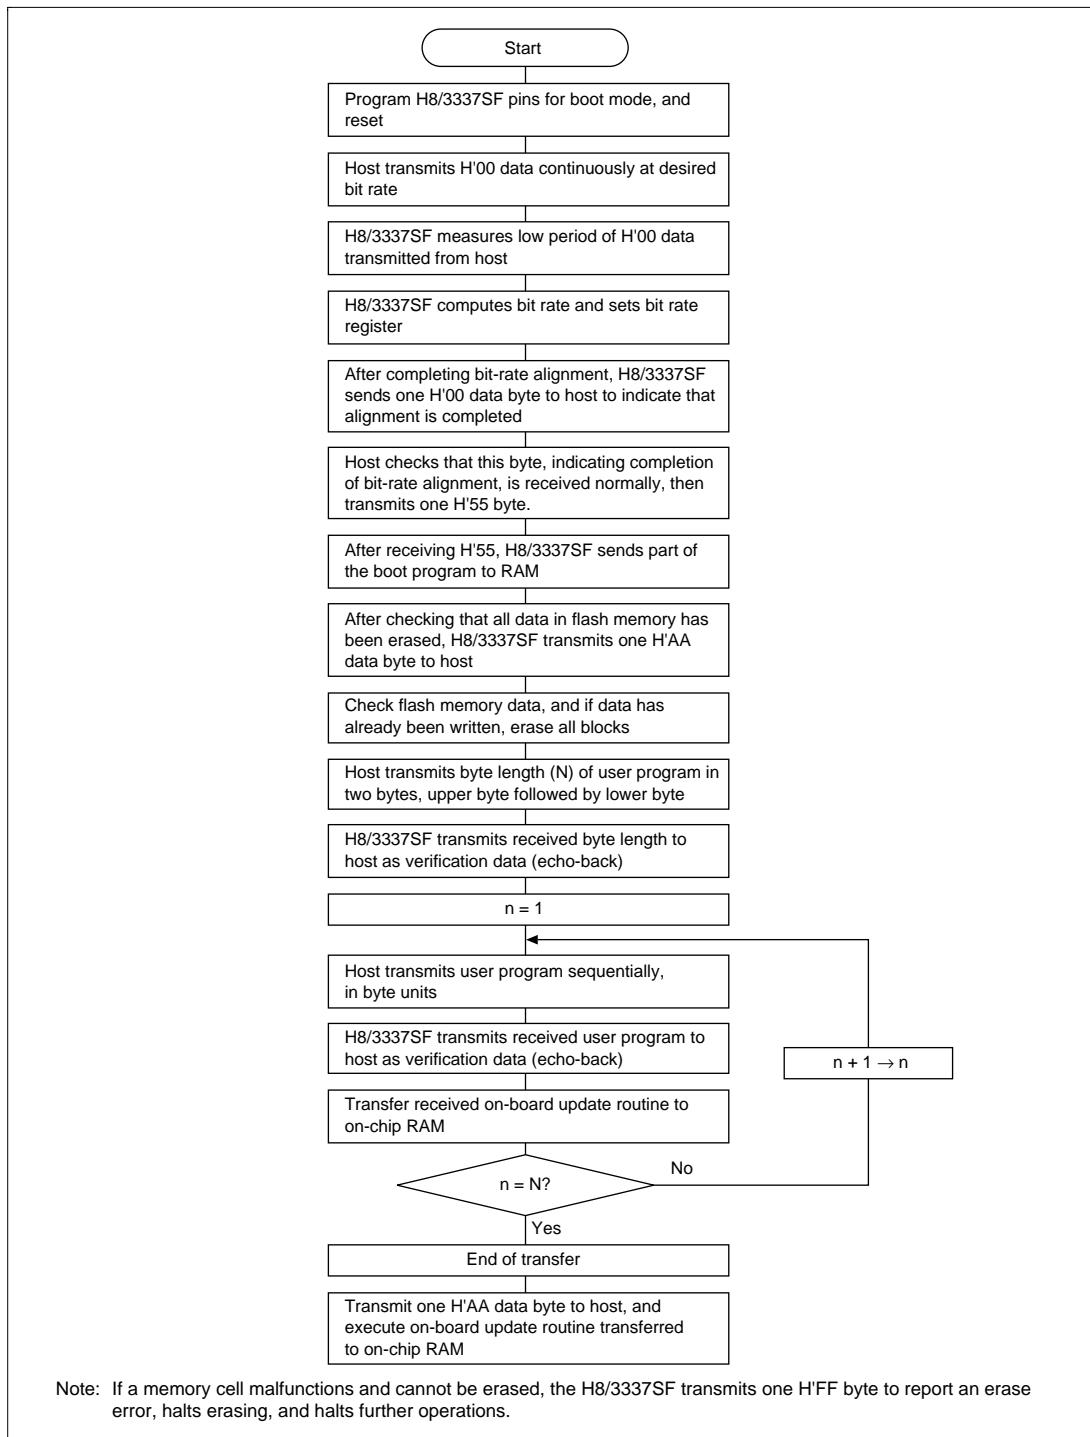 Start
Program H8/3337SF pins for boot mode, and
reset
Host transmits H'00 data continuously at desired
bit rate
H8/3337SF measures low period of H'00 data
transmitted from host
H8/3337SF computes bit rate and sets bit rate
register
After completing bit-rate alignment, H8/3337SF
sends one H'00 data byte to host to indicate that
alignment is completed
Host checks that this byte, indicating completion
of bit-rate alignment, is received normally, then
transmits one H'55 byte.
After receiving H'55, H8/3337SF sends part of
the boot program to RAM
After checking that all data in flash memory has
been erased, H8/3337SF transmits one H'AA
data byte to host
Check flash memory data, and if data has
already been written, erase all blocks
Host transmits byte length (N) of user program in
two bytes, upper byte followed by lower byte
H8/3337SF transmits received byte length to
host as verification data (echo-back)
n = 1
Host transmits user program sequentially,
in byte units
H8/3337SF transmits received user program to
host as verification data (echo-back)
n + 1 → n
Transfer received on-board update routine to
on-chip RAM
No
n = N?
Yes
End of transfer
Transmit one H'AA data byte to host, and
execute on-board update routine transferred
to on-chip RAM
Note: If a memory cell malfunctions and cannot be erased, the H8/3337SF transmits one H'FF byte to report an erase
error, halts erasing, and halts further operations.